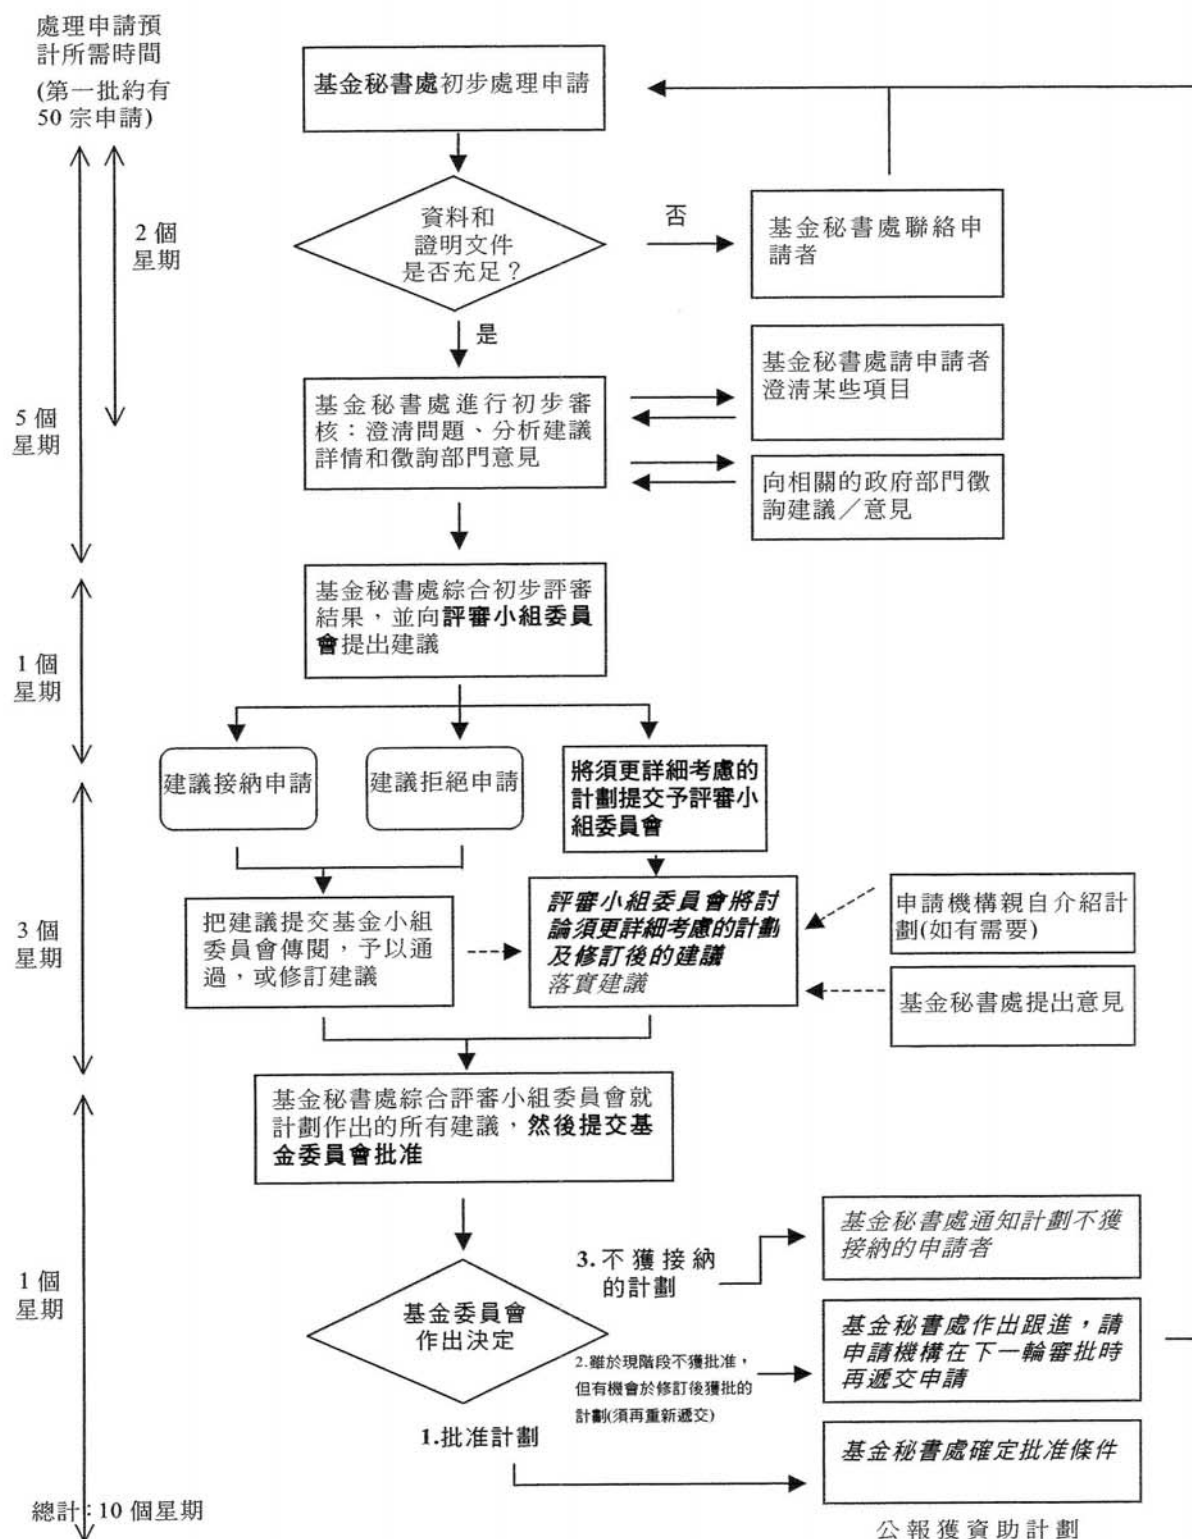 處理申請預
計所需時間
(第一批約有
50 宗申請)
基金秘書處初步處理申請
2 個
星期
資料和
證明文件
是否充足？
否
基金秘書處聯絡申
請者
是
5 個
星期
基金秘書處進行初步審
核：澄清問題、分析建議
詳情和徵詢部門意見
基金秘書處請申請者
澄清某些項目
向相關的政府部門徵
詢建議／意見
1 個
星期
基金秘書處綜合初步評審
結果，並向評審小組委員
會提出建議
建議接納申請
建議拒絕申請
將須更詳細考慮的
計劃提交予評審小
組委員會
3 個
星期
把建議提交基金小組
委員會傳閱，予以通
過，或修訂建議
評審小組委員會將討
論須更詳細考慮的計劃
及修訂後的建議
落實建議
申請機構親自介紹計
劃(如有需要)
基金秘書處提出意見
基金秘書處綜合評審小組委員會就
計劃作出的所有建議，然後提交基
金委員會批准
1 個
星期
基金委員會
作出決定
3.不獲接納
的計劃
基金秘書處通知計劃不獲
接納的申請者
2.雖於現階段不獲批准，
但有機會於修訂後獲批的
計劃(須再重新遞交)
基金秘書處作出跟進，請
申請機構在下一輪審批時
再遞交申請
1.批准計劃
基金秘書處確定批准條件
總計：10 個星期
公報獲資助計劃